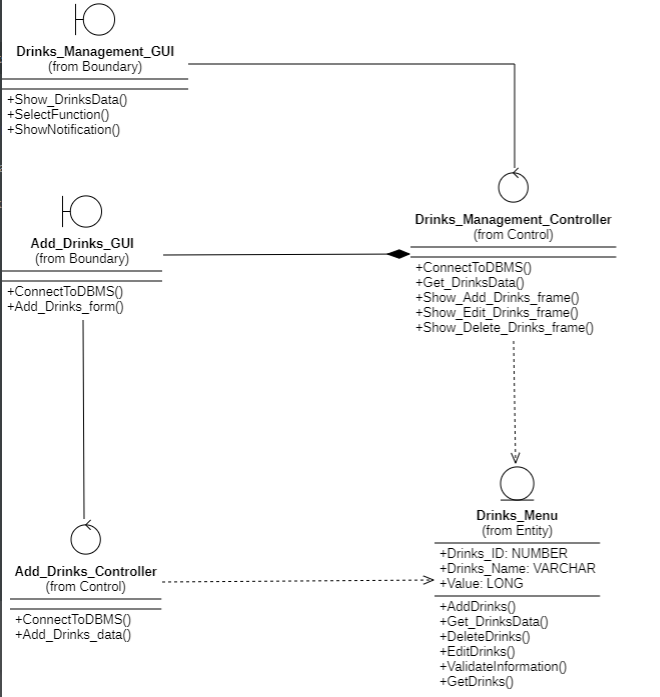 Drinks_Management_GUI
(from Boundary)
+Show_DrinksData()
+SelectFunction()
+ShowNotification()
Add_Drinks_GUI
(from Boundary)
+ConnectToDBMS()
+Add_Drinks_form()
Drinks_Management_Controller
(from Control)
+ConnectToDBMS()
+Get_DrinksData()
+Show_Add_Drinks_frame()
+Show_Edit_Drinks_frame()
+Show_Delete_Drinks_frame()
Add_Drinks_Controller
(from Control)
+ConnectToDBMS()
+Add_Drinks_data()
Drinks_Menu
(from Entity)
+Drinks_ID: NUMBER
+Drinks_Name: VARCHAR
+Value: LONG
+AddDrinks()
+Get_DrinksData()
+DeleteDrinks()
+EditDrinks()
+ValidateInformation()
+GetDrinks()